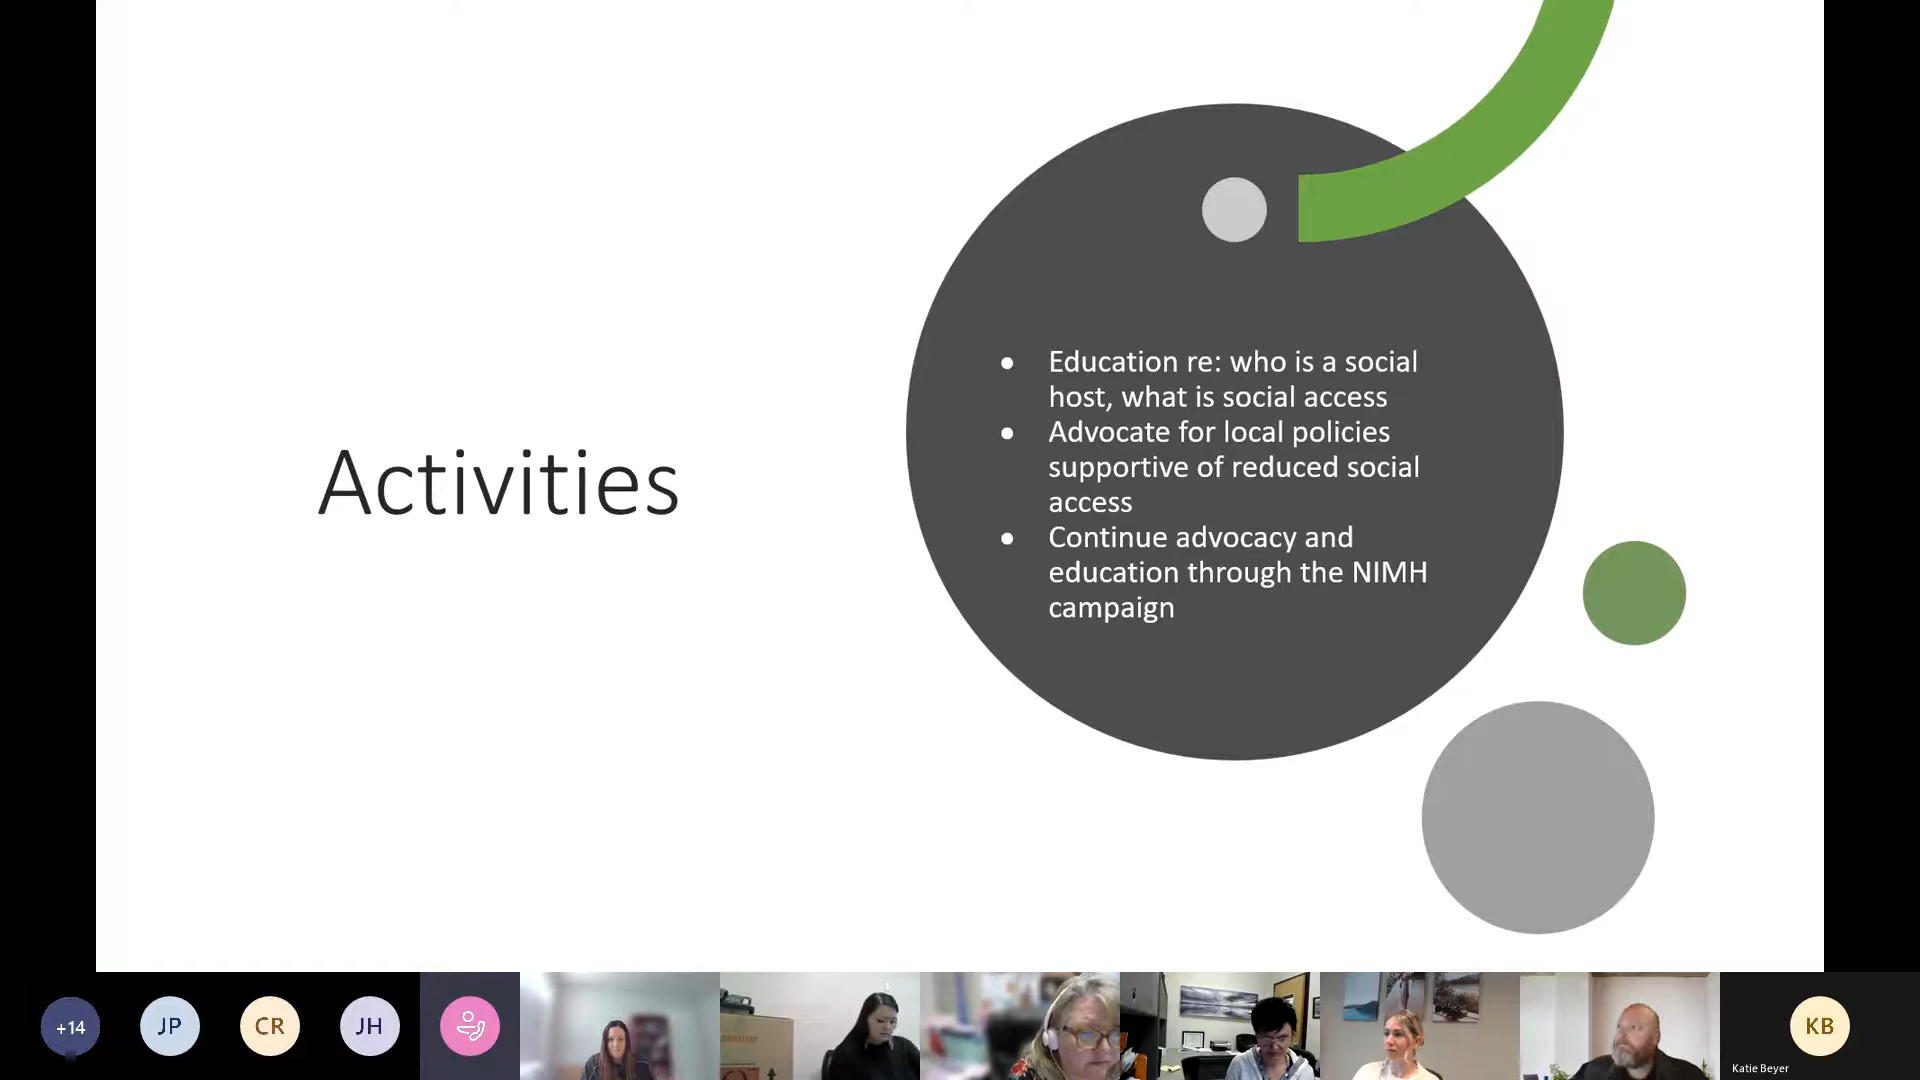 Activities
● Education re: who is a social
host, what is social access
● Advocate for local policies
supportive of reduced social
access
● Continue advocacy and
education through the NIMH
campaign
+14
JP
CR
JH
KB
Katie Beyer